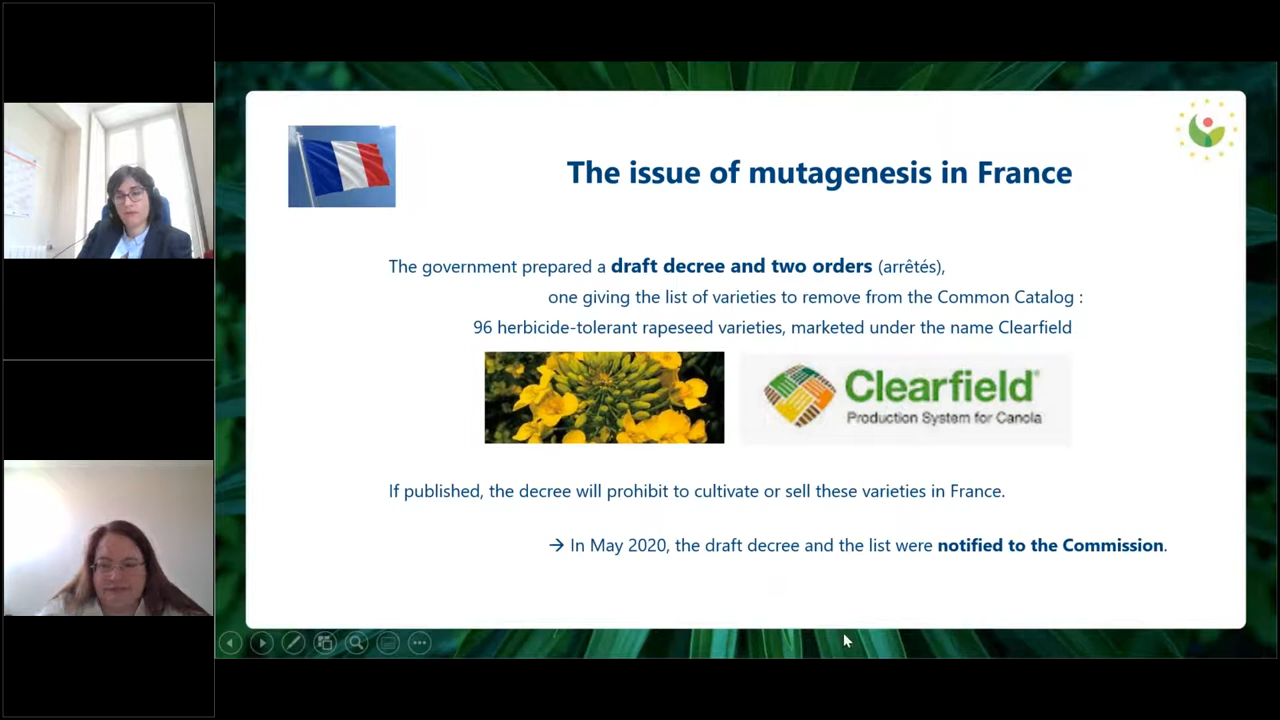 The issue of mutagenesis in France
The government prepared a draft decree and two orders (arrêtés),
one giving the list of varieties to remove from the Common Catalog :
96 herbicide-tolerant rapeseed varieties, marketed under the name Clearfield
Clearfield®
Production System for Canola
If published, the decree will prohibit to cultivate or sell these varieties in France.
→ In May 2020, the draft decree and the list were notified to the Commission.